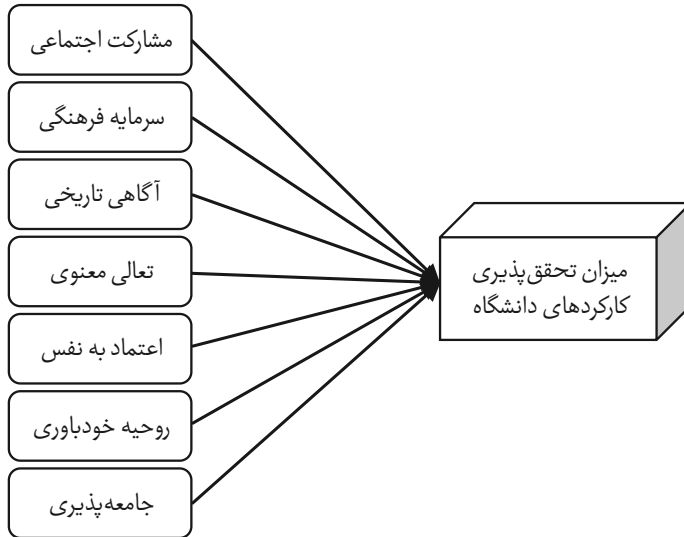 مشارکت اجتماعی
سرمایه فرهنگی
آگاهی تاریخی
تعالی معنوی
اعتماد به نفس
روحیه خودباوری
جامعه‌پذیری
میزان تحقق‌پذیری
کارکردهای دانشگاه